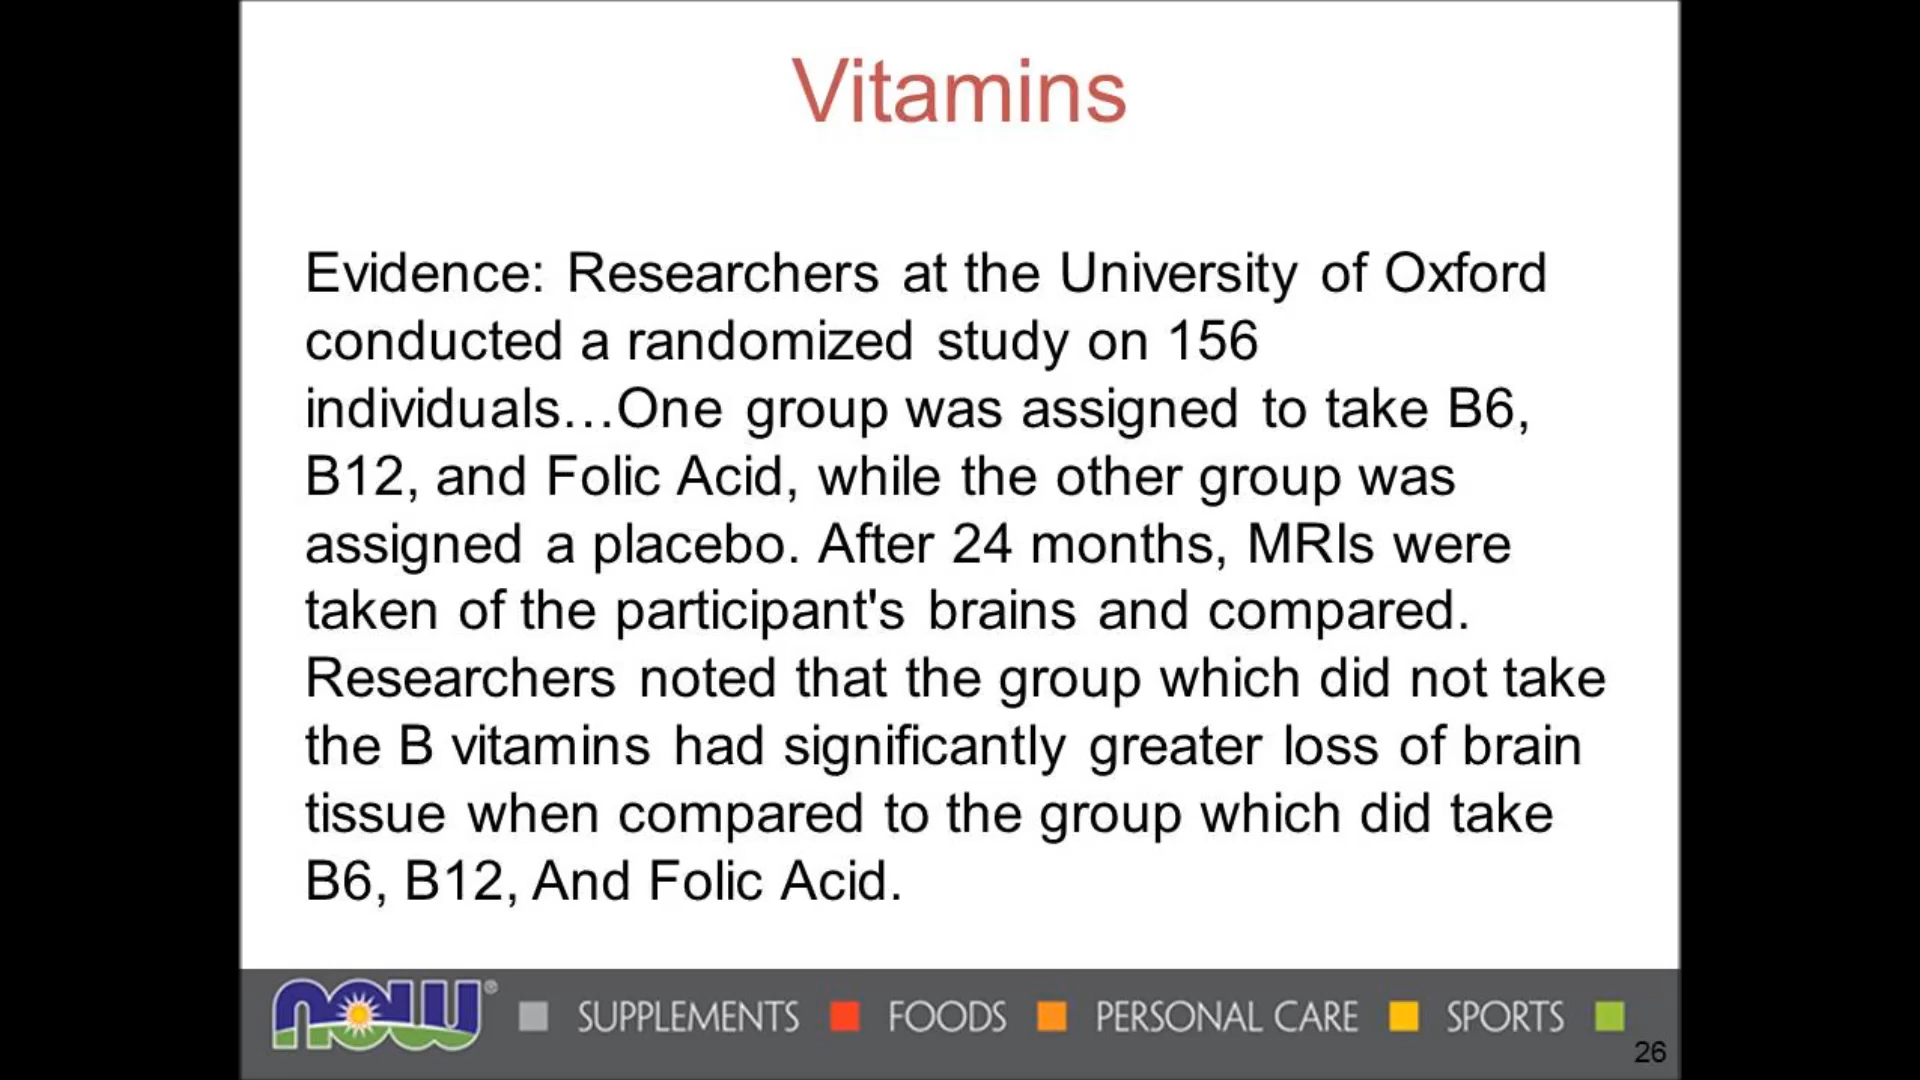 Vitamins
Evidence: Researchers at the University of Oxford
conducted a randomized study on 156
individuals…One group was assigned to take B6,
B12, and Folic Acid, while the other group was
assigned a placebo. After 24 months, MRIs were
taken of the participant's brains and compared.
Researchers noted that the group which did not take
the B vitamins had significantly greater loss of brain
tissue when compared to the group which did take
B6, B12, And Folic Acid.
NOW® SUPPLEMENTS FOODS PERSONAL CARE SPORTS
26